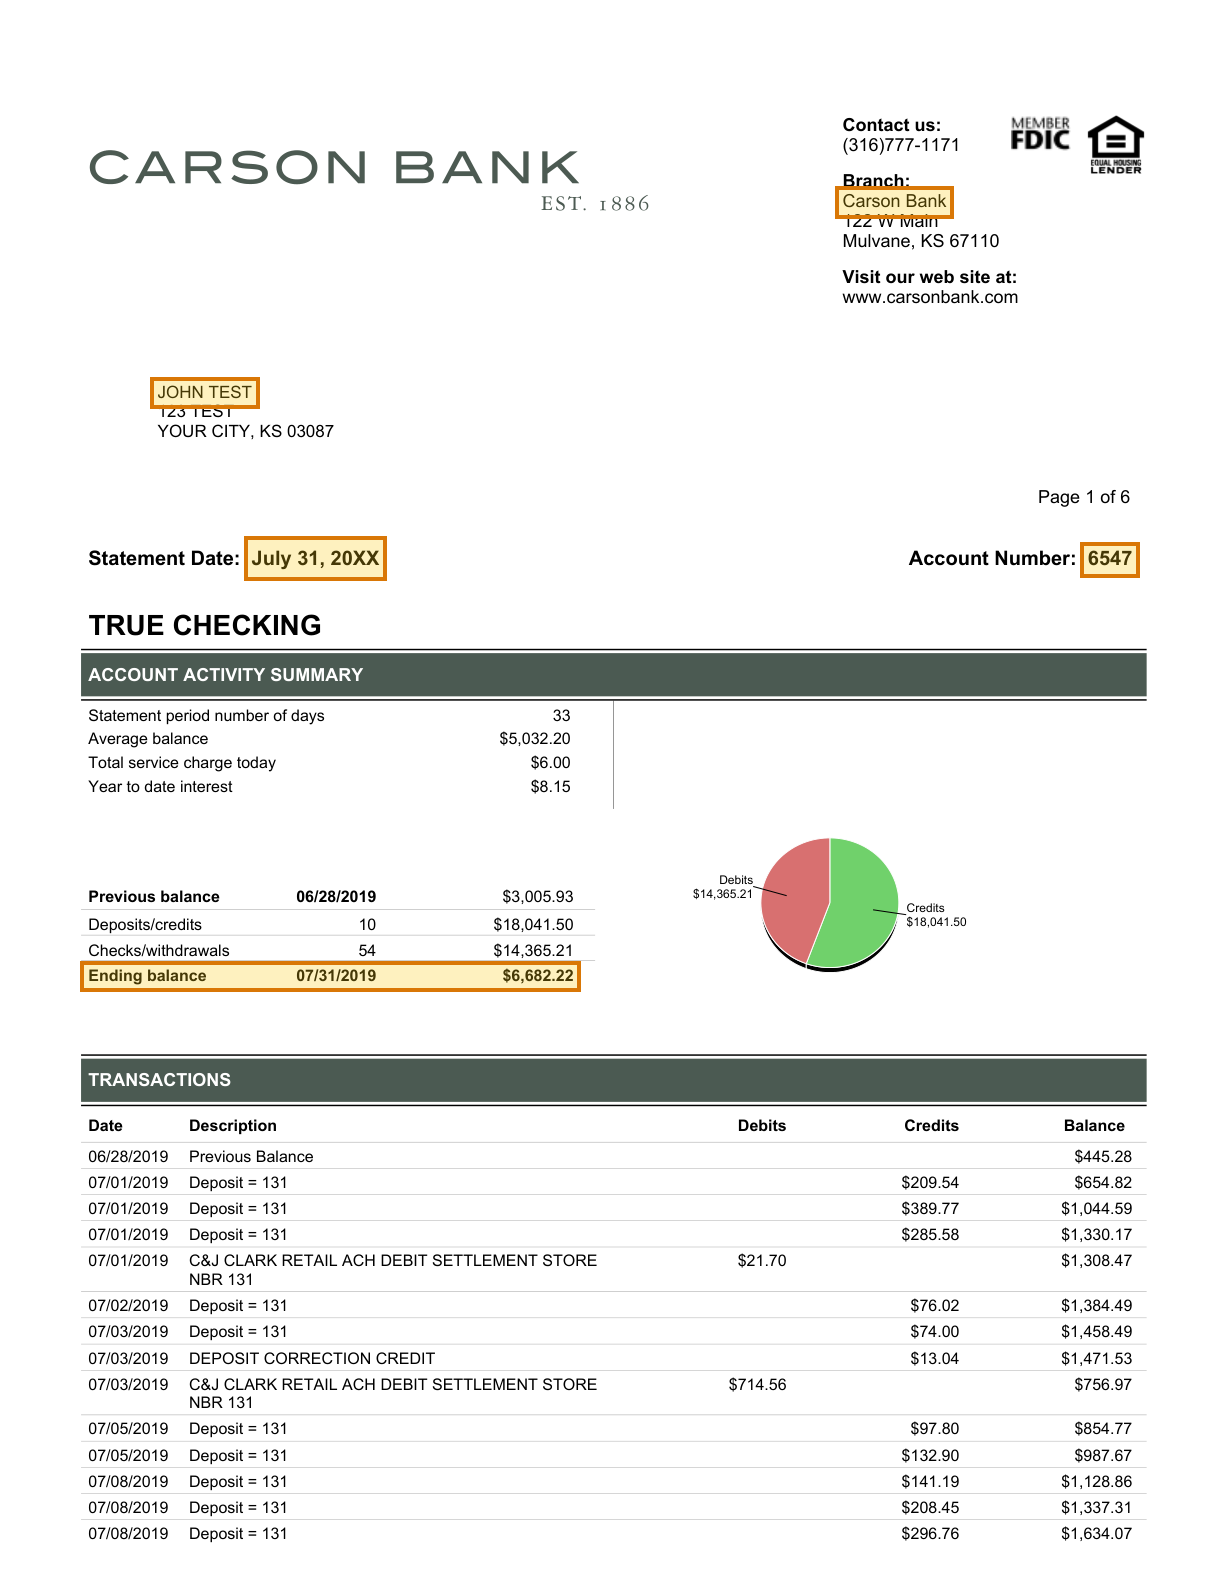 CARSON BANK
EST. 1886
Contact us:
(316)777-1171
MEMBER
FDIC
EQUAL HOUSING
LENDER
Branch:
Carson Bank
122 W Main
Mulvane, KS 67110
Visit our web site at:
www.carsonbank.com
JOHN TEST
123 TEST
YOUR CITY, KS 03087
Page 1 of 6
Statement Date: July 31, 20XX
Account Number: 6547
TRUE CHECKING
ACCOUNT ACTIVITY SUMMARY
Statement period number of days 33
Average balance $5,032.20
Total service charge today $6.00
Year to date interest $8.15
Previous balance 06/28/2019 $3,005.93
Deposits/credits 10 $18,041.50
Checks/withdrawals 54 $14,365.21
Ending balance 07/31/2019 $6,682.22
Debits
$14,365.21
Credits
$18,041.50
TRANSACTIONS
Date Description Debits Credits Balance
06/28/2019 Previous Balance $445.28
07/01/2019 Deposit = 131 $209.54 $654.82
07/01/2019 Deposit = 131 $389.77 $1,044.59
07/01/2019 Deposit = 131 $285.58 $1,330.17
07/01/2019 C&J CLARK RETAIL ACH DEBIT SETTLEMENT STORE $21.70 $1,308.47
NBR 131
07/02/2019 Deposit = 131 $76.02 $1,384.49
07/03/2019 Deposit = 131 $74.00 $1,458.49
07/03/2019 DEPOSIT CORRECTION CREDIT $13.04 $1,471.53
07/03/2019 C&J CLARK RETAIL ACH DEBIT SETTLEMENT STORE $714.56 $756.97
NBR 131
07/05/2019 Deposit = 131 $97.80 $854.77
07/05/2019 Deposit = 131 $132.90 $987.67
07/08/2019 Deposit = 131 $141.19 $1,128.86
07/08/2019 Deposit = 131 $208.45 $1,337.31
07/08/2019 Deposit = 131 $296.76 $1,634.07